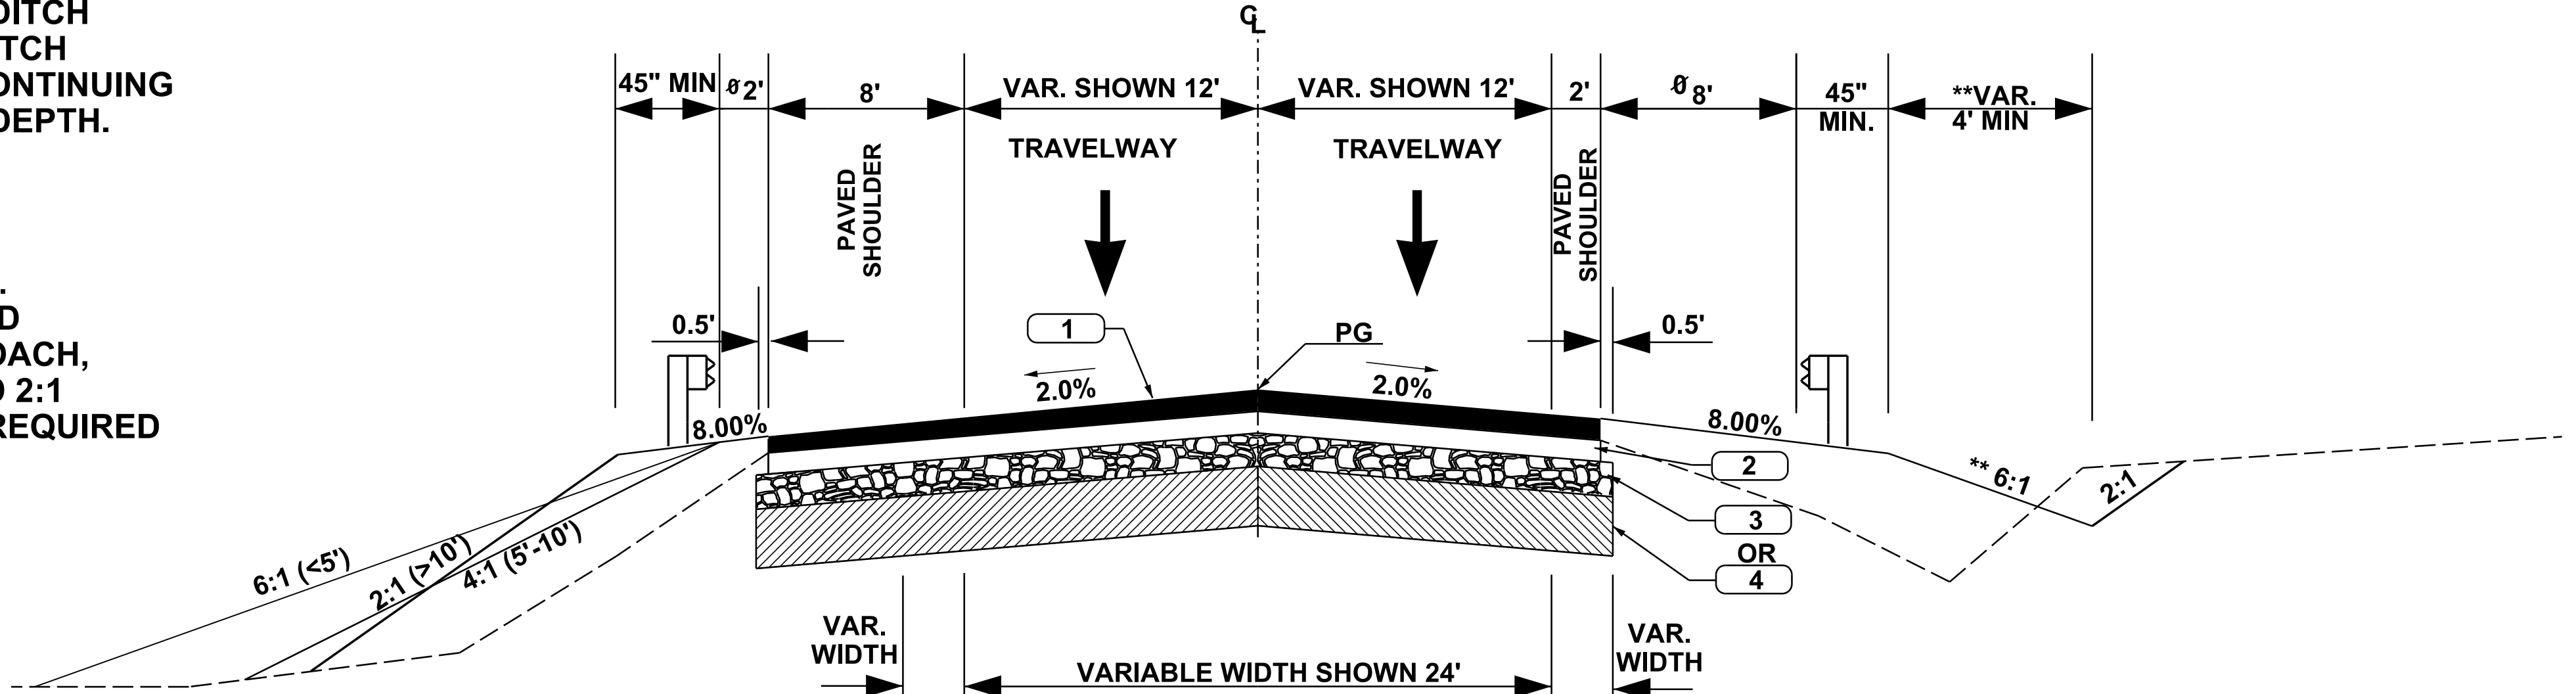 DITCH
ITCH
ONTINUING
DEPTH.
D
OACH,
2:1
REQUIRED
CL
45" MIN
ø 2'
8'
VAR. SHOWN 12'
VAR. SHOWN 12'
2'
ø 8'
45"
MIN.
**VAR.
4' MIN
TRAVELWAY
TRAVELWAY
PAVED
SHOULDER
PAVED
SHOULDER
0.5'
1
PG
0.5'
2.0%
2.0%
8.00%
8.00%
2
** 6:1
2:1
3
OR
4
6:1 (<5')
2:1 (>10')
4:1 (5'-10')
VAR.
WIDTH
VARIABLE WIDTH SHOWN 24'
VAR.
WIDTH